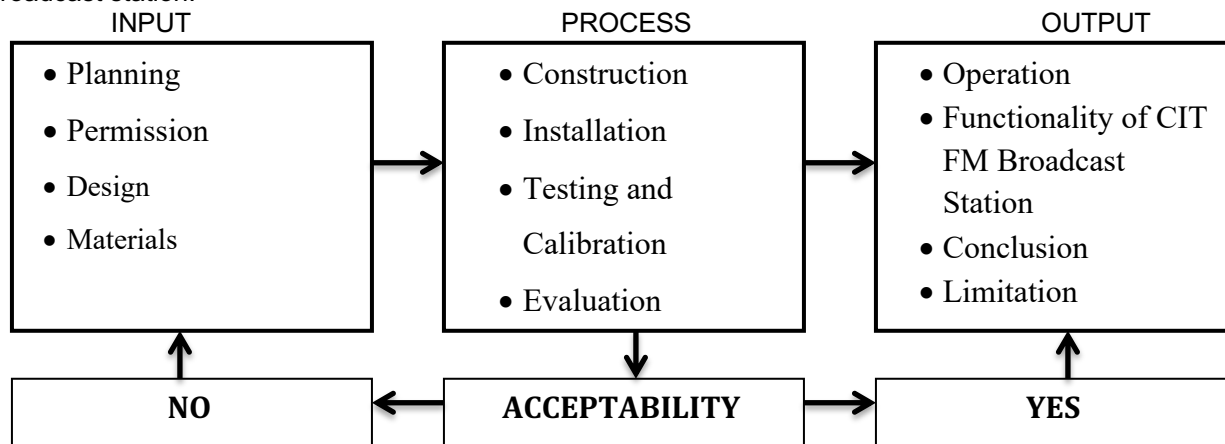 roadcast station.
INPUT PROCESS OUTPUT
• Planning
• Permission
• Design
• Materials
• Construction
• Installation
• Testing and
Calibration
• Evaluation
• Operation
• Functionality of CIT
FM Broadcast
Station
• Conclusion
• Limitation
NO ACCEPTABILITY YES